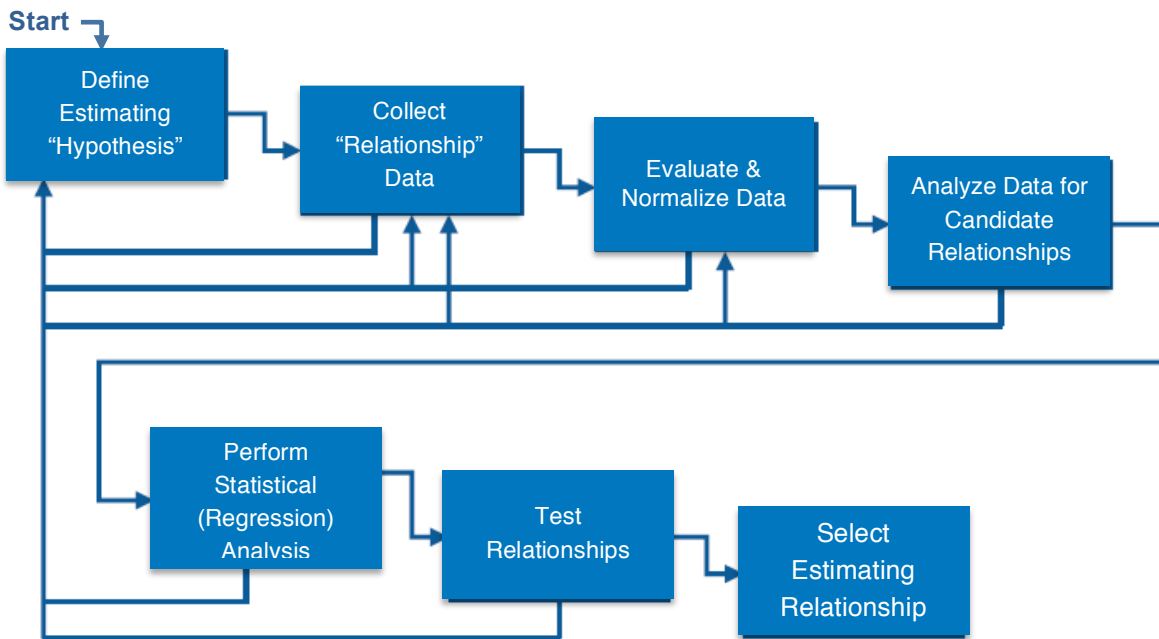 Start
Define
Estimating
“Hypothesis”
Collect
“Relationship”
Data
Evaluate &
Normalize Data
Analyze Data for
Candidate
Relationships
Perform
Statistical
(Regression)
Analysis
Test
Relationships
Select
Estimating
Relationship